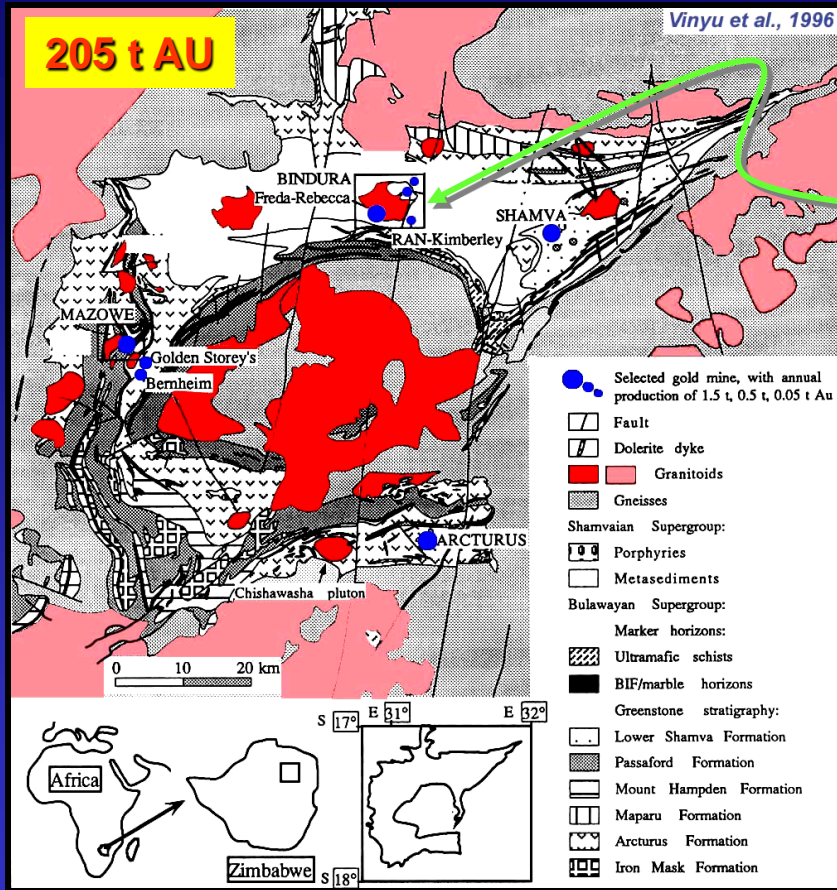 Vinyu et al., 1996
205 t AU
BINDURA
Freda-Rebecca
RAN-Kimberley
SHAMVA
MAZOWE
Golden Storey's
Bernheim
ARCTURUS
Chishawasha pluton
0 10 20 km
Selected gold mine, with annual
production of 1.5 t, 0.5 t, 0.05 t Au
Fault
Dolerite dyke
Granitoids
Gneisses
Shamvaian Supergroup:
Porphyries
Metasediments
Bulawayan Supergroup:
Marker horizons:
Ultramafic schists
BIF/marble horizons
Greenstone stratigraphy:
Lower Shamva Formation
Passaford Formation
Mount Hampden Formation
Maparu Formation
Arcturus Formation
Iron Mask Formation
Africa
Zimbabwe
E 31° E 32°
S 17°
S 18°